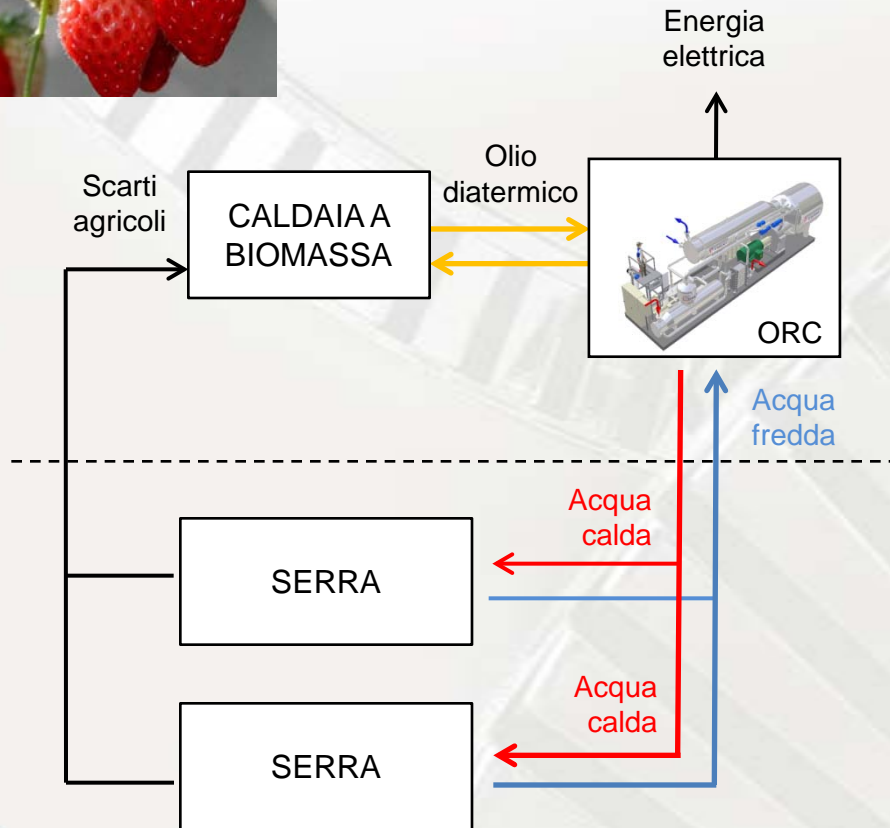 Energia
elettrica
Olio
diatermico
Scarti
agricoli
CALDAIA A
BIOMASSA
ORC
Acqua
fredda
Acqua
calda
SERRA
Acqua
calda
SERRA